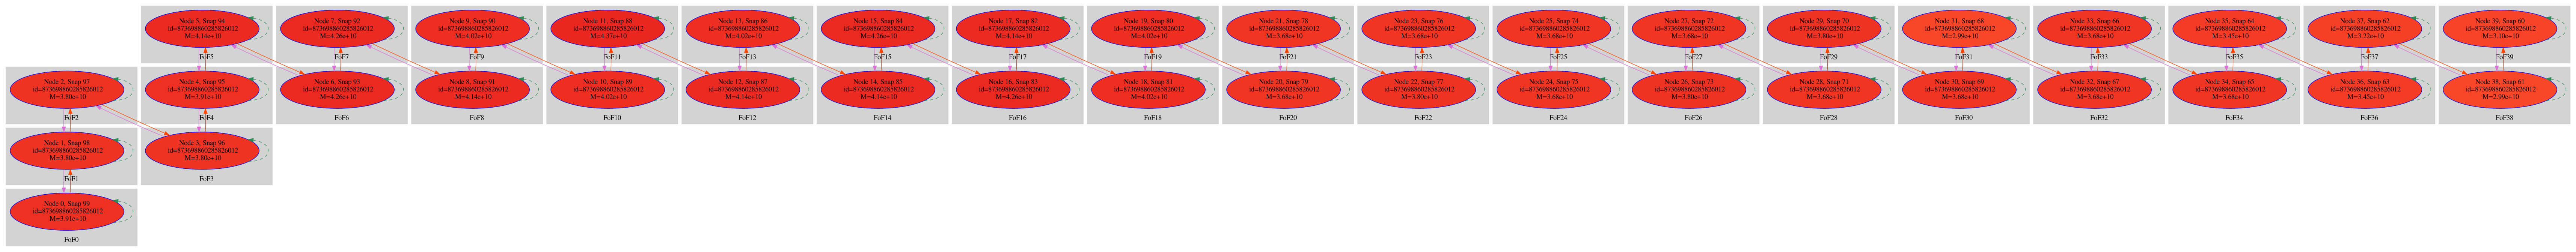 Node 5, Snap 94
id=873698860285826012
M=4.14e+10
FoF5
Node 7, Snap 92
id=873698860285826012
M=4.26e+10
FoF7
Node 9, Snap 90
id=873698860285826012
M=4.02e+10
FoF9
Node 11, Snap 88
id=873698860285826012
M=4.37e+10
FoF11
Node 13, Snap 86
id=873698860285826012
M=4.02e+10
FoF13
Node 15, Snap 84
id=873698860285826012
M=4.26e+10
FoF15
Node 17, Snap 82
id=873698860285826012
M=4.14e+10
FoF17
Node 19, Snap 80
id=873698860285826012
M=4.02e+10
FoF19
Node 21, Snap 78
id=873698860285826012
M=3.68e+10
FoF21
Node 23, Snap 76
id=873698860285826012
M=3.68e+10
FoF23
Node 25, Snap 74
id=873698860285826012
M=3.68e+10
FoF25
Node 27, Snap 72
id=873698860285826012
M=3.68e+10
FoF27
Node 29, Snap 70
id=873698860285826012
M=3.80e+10
FoF29
Node 31, Snap 68
id=873698860285826012
M=2.99e+10
FoF31
Node 33, Snap 66
id=873698860285826012
M=3.68e+10
FoF33
Node 35, Snap 64
id=873698860285826012
M=3.45e+10
FoF35
Node 37, Snap 62
id=873698860285826012
M=3.22e+10
FoF37
Node 39, Snap 60
id=873698860285826012
M=3.10e+10
FoF39
Node 2, Snap 97
id=873698860285826012
M=3.80e+10
FoF2
Node 4, Snap 95
id=873698860285826012
M=3.91e+10
FoF4
Node 6, Snap 93
id=873698860285826012
M=4.26e+10
FoF6
Node 8, Snap 91
id=873698860285826012
M=4.14e+10
FoF8
Node 10, Snap 89
id=873698860285826012
M=4.02e+10
FoF10
Node 12, Snap 87
id=873698860285826012
M=4.14e+10
FoF12
Node 14, Snap 85
id=873698860285826012
M=4.14e+10
FoF14
Node 16, Snap 83
id=873698860285826012
M=4.26e+10
FoF16
Node 18, Snap 81
id=873698860285826012
M=4.02e+10
FoF18
Node 20, Snap 79
id=873698860285826012
M=3.68e+10
FoF20
Node 22, Snap 77
id=873698860285826012
M=3.80e+10
FoF22
Node 24, Snap 75
id=873698860285826012
M=3.68e+10
FoF24
Node 26, Snap 73
id=873698860285826012
M=3.80e+10
FoF26
Node 28, Snap 71
id=873698860285826012
M=3.68e+10
FoF28
Node 30, Snap 69
id=873698860285826012
M=3.68e+10
FoF30
Node 32, Snap 67
id=873698860285826012
M=3.68e+10
FoF32
Node 34, Snap 65
id=873698860285826012
M=3.68e+10
FoF34
Node 36, Snap 63
id=873698860285826012
M=3.45e+10
FoF36
Node 38, Snap 61
id=873698860285826012
M=2.99e+10
FoF38
Node 1, Snap 98
id=873698860285826012
M=3.80e+10
FoF1
Node 3, Snap 96
id=873698860285826012
M=3.80e+10
FoF3
Node 0, Snap 99
id=873698860285826012
M=3.91e+10
FoF0